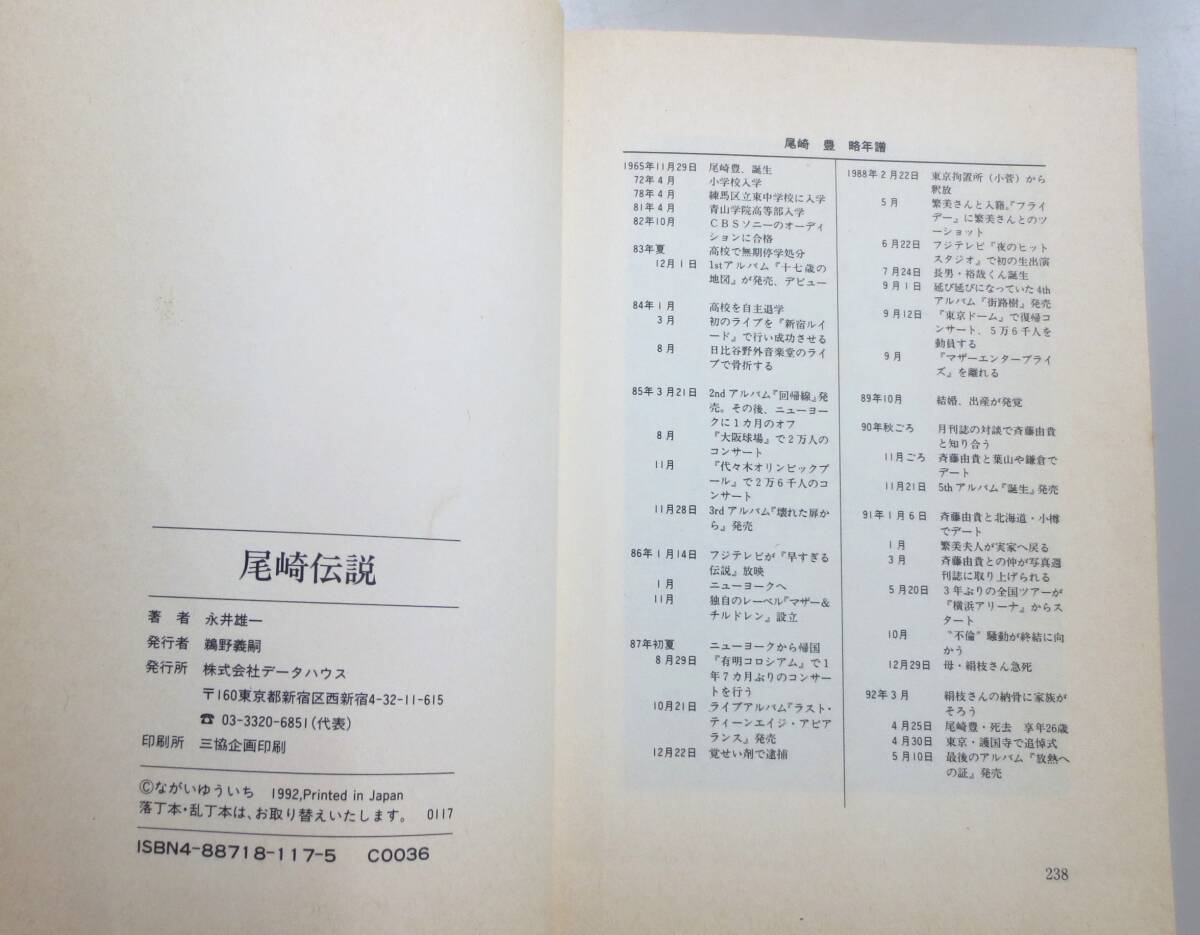 尾崎伝説
著者 永井雄一
発行者 鵜野義嗣
発行所 株式会社データハウス
〒160東京都新宿区西新宿4-32-11-615
☎ 03-3320-6851(代表)
印刷所 三協企画印刷
©ながいゆういち 1992,Printed in Japan
落丁本・乱丁本は、お取り替えいたします。 0117
ISBN4-88718-117-5 C0036
尾崎 豊 略年譜
1965年11月29日 尾崎豊、誕生
72年4月 小学校入学
78年4月 練馬区立東中学校に入学
81年4月 青山学院高等部入学
82年10月 CBSソニーのオーディ
ションに合格
83年夏 高校で無期停学処分
12月1日 1stアルバム『十七歳の
地図』が発売、デビュー
84年1月 高校を自主退学
3月 初のライブを『新宿ルイ
ード』で行い成功させる
8月 日比谷野外音楽堂のライ
ブで骨折する
85年3月21日 2ndアルバム『回帰線』発
売。その後、ニューヨー
クに1カ月のオフ
8月 『大阪球場』で2万人の
コンサート
11月 『代々木オリンピックプ
ール』で2万6千人のコ
ンサート
11月28日 3rdアルバム『壊れた扉か
ら』発売
86年1月14日 フジテレビが『早すぎる
伝説』放映
1月 ニューヨークへ
11月 独自のレーベル『マザー&
チルドレン』設立
87年初夏 ニューヨークから帰国
8月29日 『有明コロシアム』で1
年7カ月ぶりのコンサー
トを行う
10月21日 ライブアルバム『ラスト・
ティーンエイジ・アピア
ランス』発売
12月22日 覚せい剤で逮捕
1988年2月22日 東京拘置所(小菅)から
釈放
5月 繁美さんと入籍。『フライ
デー』に繁美さんとのツ
ーショット
6月22日 フジテレビ『夜のヒット
スタジオ』で初の生出演
7月24日 長男・裕哉くん誕生
9月1日 延び延びになっていた4th
アルバム『街路樹』発売
9月12日 『東京ドーム』で復帰コ
ンサート、5万6千人を
動員する
9月 『マザーエンタープライ
ズ』を離れる
89年10月 結婚、出産が発覚
90年秋ごろ 月刊誌の対談で斉藤由貴
と知り合う
11月ごろ 斉藤由貴と葉山や鎌倉で
デート
11月21日 5thアルバム『誕生』発売
91年1月6日 斉藤由貴と北海道・小樽
でデート
1月 繁美夫人が実家へ戻る
3月 斉藤由貴との仲が写真週
刊誌に取り上げられる
5月20日 3年ぶりの全国ツアーが
『横浜アリーナ』からス
タート
10月 〝不倫〟騒動が終結に向
かう
12月29日 母・絹枝さん急死
92年3月 絹枝さんの納骨に家族が
そろう
4月25日 尾崎豊・死去 享年26歳
4月30日 東京・護国寺で追悼式
5月10日 最後のアルバム『放熱へ
の証』発売
238